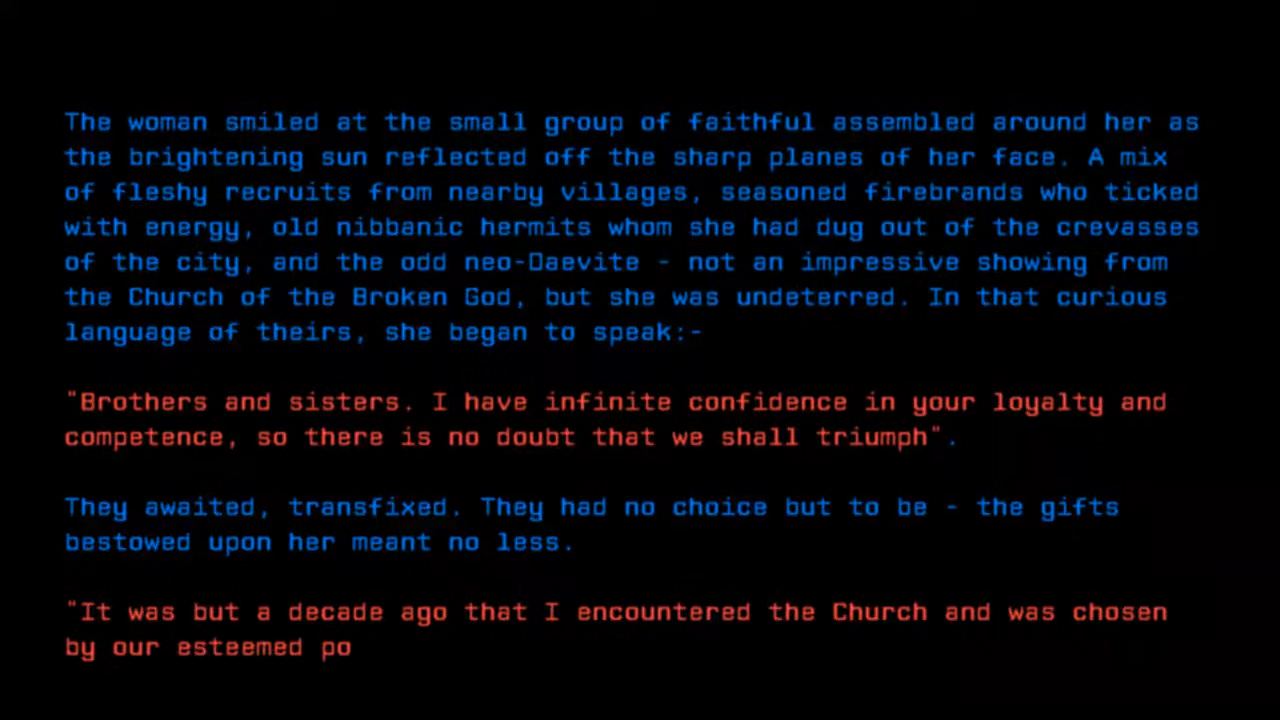 The woman smiled at the small group of faithful assembled around her as
the brightening sun reflected off the sharp planes of her face. A mix
of fleshy recruits from nearby villages, seasoned firebrands who ticked
with energy, old nibbanic hermits whom she had dug out of the crevasses
of the city, and the odd neo-Daevite - not an impressive showing from
the Church of the Broken God, but she was undeterred. In that curious
language of theirs, she began to speak:-
"Brothers and sisters. I have infinite confidence in your loyalty and
competence, so there is no doubt that we shall triumph".
They awaited, transfixed. They had no choice but to be - the gifts
bestowed upon her meant no less.
"It was but a decade ago that I encountered the Church and was chosen
by our esteemed po